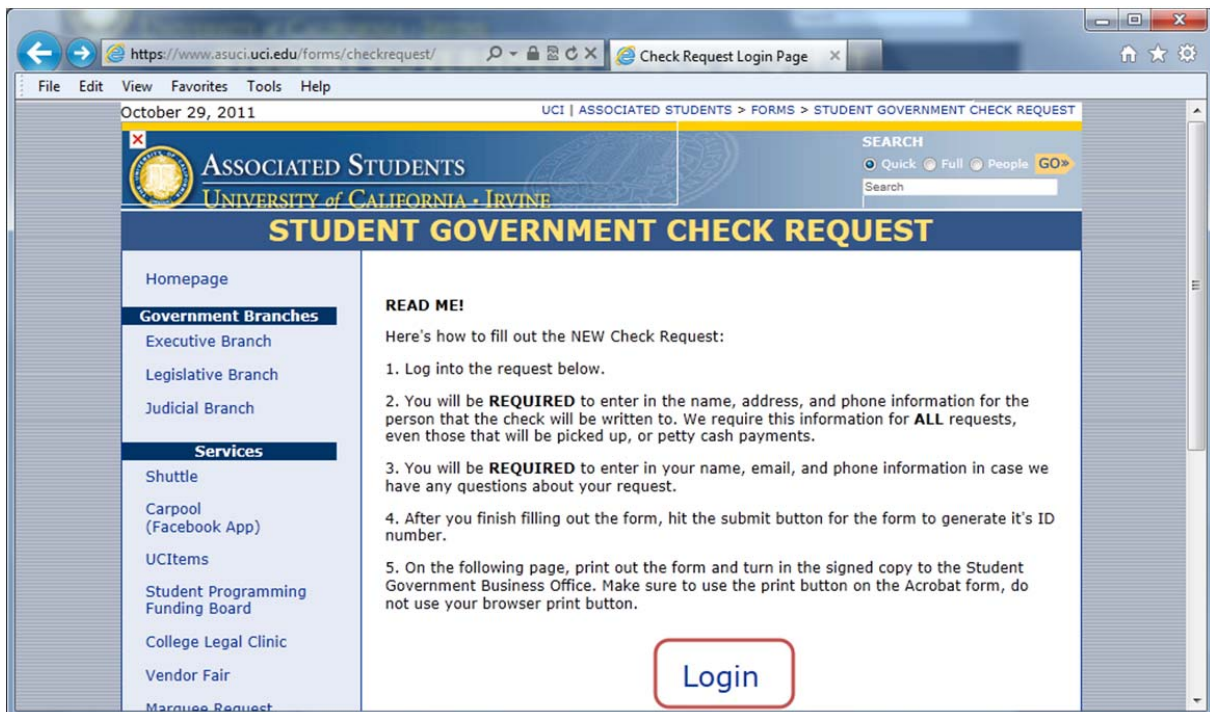 https://www.asuci.uci.edu/forms/checkrequest/
Check Request Login Page
File Edit View Favorites Tools Help
October 29, 2011
UCI | ASSOCIATED STUDENTS > FORMS > STUDENT GOVERNMENT CHECK REQUEST
ASSOCIATED STUDENTS
UNIVERSITY of CALIFORNIA • IRVINE
SEARCH
Quick Full People GO»
Search
STUDENT GOVERNMENT CHECK REQUEST
Homepage
Government Branches
Executive Branch
Legislative Branch
Judicial Branch
Services
Shuttle
Carpool
(Facebook App)
UCItems
Student Programming
Funding Board
College Legal Clinic
Vendor Fair
Marquee Request
READ ME!
Here's how to fill out the NEW Check Request:
1. Log into the request below.
2. You will be REQUIRED to enter in the name, address, and phone information for the
person that the check will be written to. We require this information for ALL requests,
even those that will be picked up, or petty cash payments.
3. You will be REQUIRED to enter in your name, email, and phone information in case we
have any questions about your request.
4. After you finish filling out the form, hit the submit button for the form to generate it's ID
number.
5. On the following page, print out the form and turn in the signed copy to the Student
Government Business Office. Make sure to use the print button on the Acrobat form, do
not use your browser print button.
Login